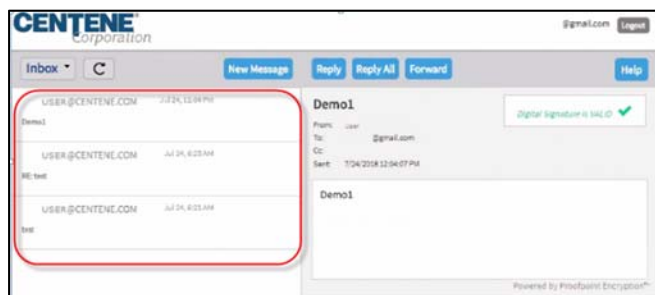 CENTENE
Corporation
@gmail.com Logout
Inbox New Message Reply Reply All Forward Help
USER@CENTENE.COM Jul 24, 12:04 PM
Demo1
USER@CENTENE.COM Jul 24, 8:25 AM
RE: test
USER@CENTENE.COM Jul 24, 8:23 AM
test
Demo1
Digital Signature is VALID
From: user
To: @gmail.com
Cc:
Sent: 7/24/2018 12:04:07 PM
Demo1
Powered by Proofpoint Encryption™